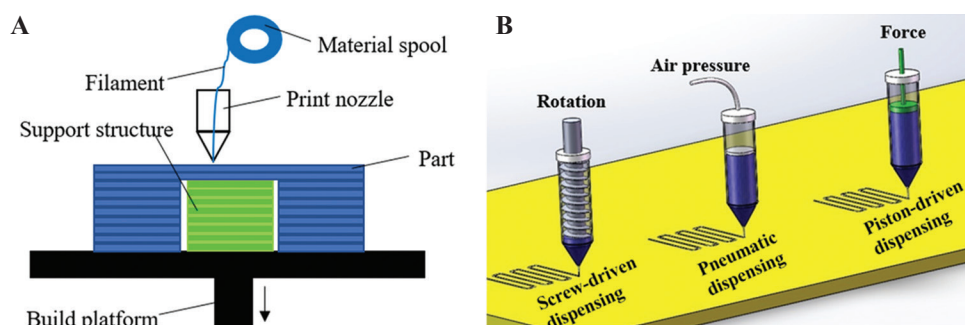 A
Material spool
Filament
Print nozzle
Support structure
Part
Build platform
B
Force
Air pressure
Rotation
Screw-driven
dispensing
Pneumatic
dispensing
Piston-driven
dispensing